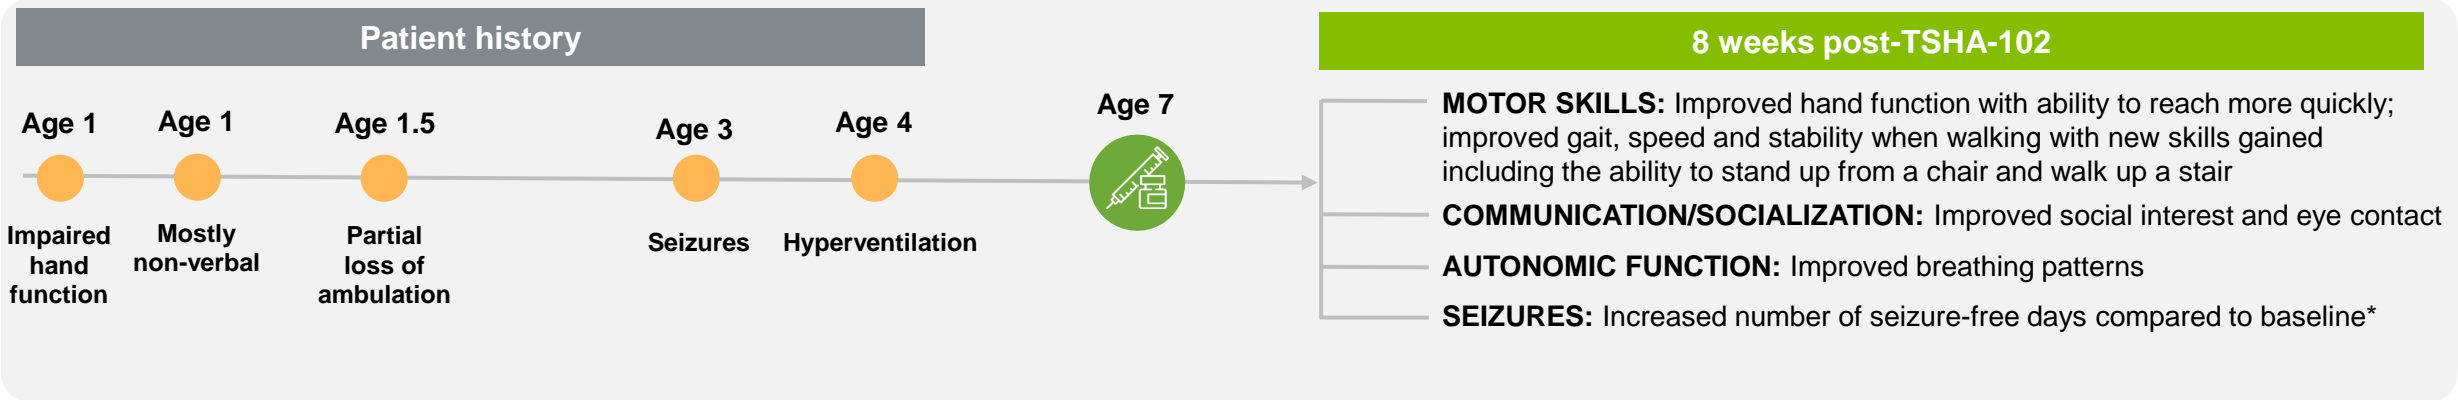 Patient history
Age 1
Impaired
hand
function
Age 1
Mostly
non-verbal
Age 1.5
Partial
loss of
ambulation
Age 3
Seizures
Age 4
Hyperventilation
Age 7
8 weeks post-TSHA-102
MOTOR SKILLS: Improved hand function with ability to reach more quickly;
improved gait, speed and stability when walking with new skills gained
including the ability to stand up from a chair and walk up a stair
COMMUNICATION/SOCIALIZATION: Improved social interest and eye contact
AUTONOMIC FUNCTION: Improved breathing patterns
SEIZURES: Increased number of seizure-free days compared to baseline*